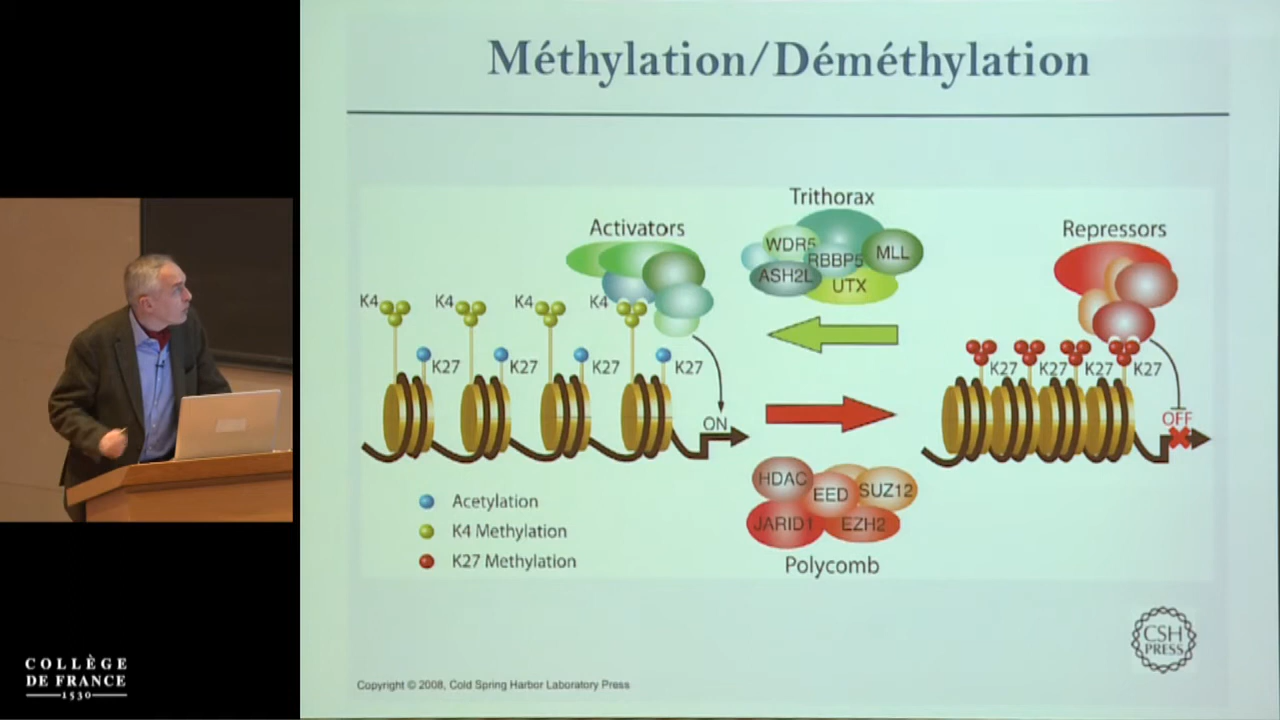 Méthylation/Déméthylation
Trithorax
Activators
Repressors
WDR5
RBBP5
MLL
ASH2L
UTX
K4
K4
K4
K4
K27
K27
K27
K27
K27
K27
K27
K27
ON
OFF
HDAC
EED
SUZ12
JARID1
EZH2
Polycomb
Acetylation
K4 Methylation
K27 Methylation
CSH
PRESS
Copyright © 2008, Cold Spring Harbor Laboratory Press
COLLÈGE
DE FRANCE
1530